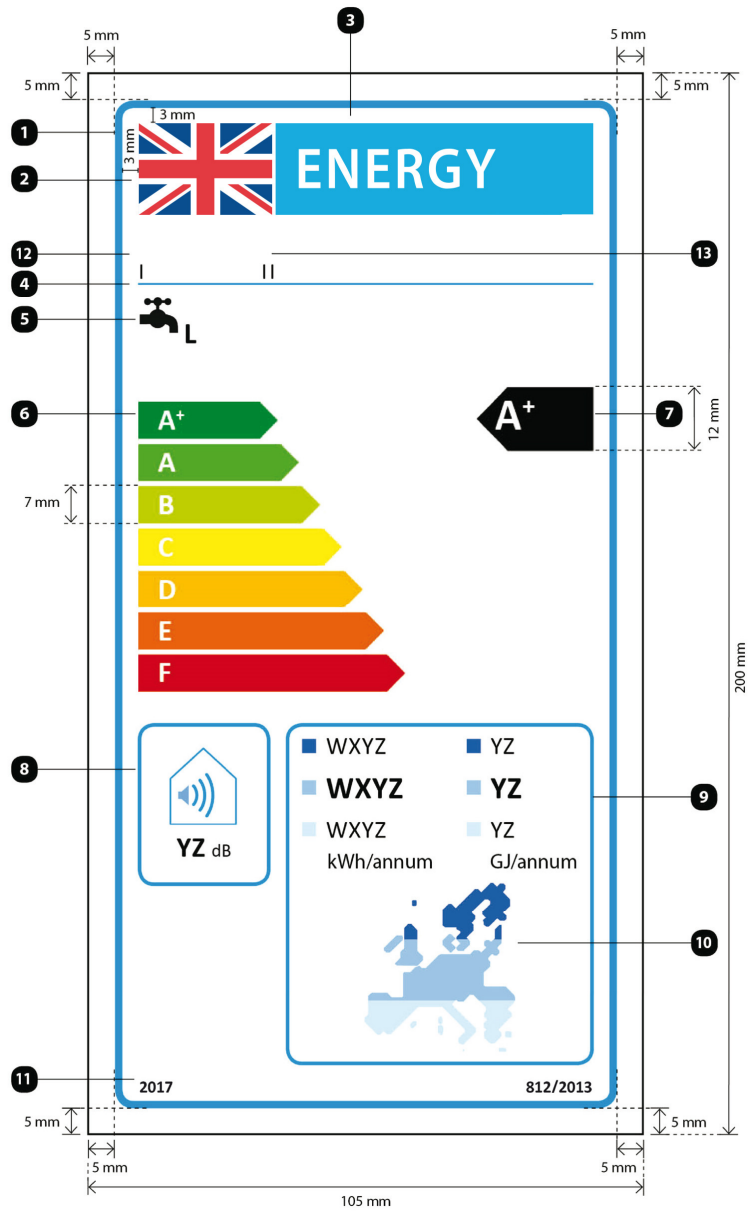 3
5 mm
5 mm
5 mm
5 mm
3 mm
1
3 mm
ENERGY
2
12
13
I
II
4
5
L
6
A+
A+
7
12 mm
A
7 mm
B
C
D
E
F
200 mm
WXYZ
YZ
8
WXYZ
YZ
9
WXYZ
YZ
YZ dB
kWh/annum
GJ/annum
10
11
2017
812/2013
5 mm
5 mm
5 mm
5 mm
105 mm